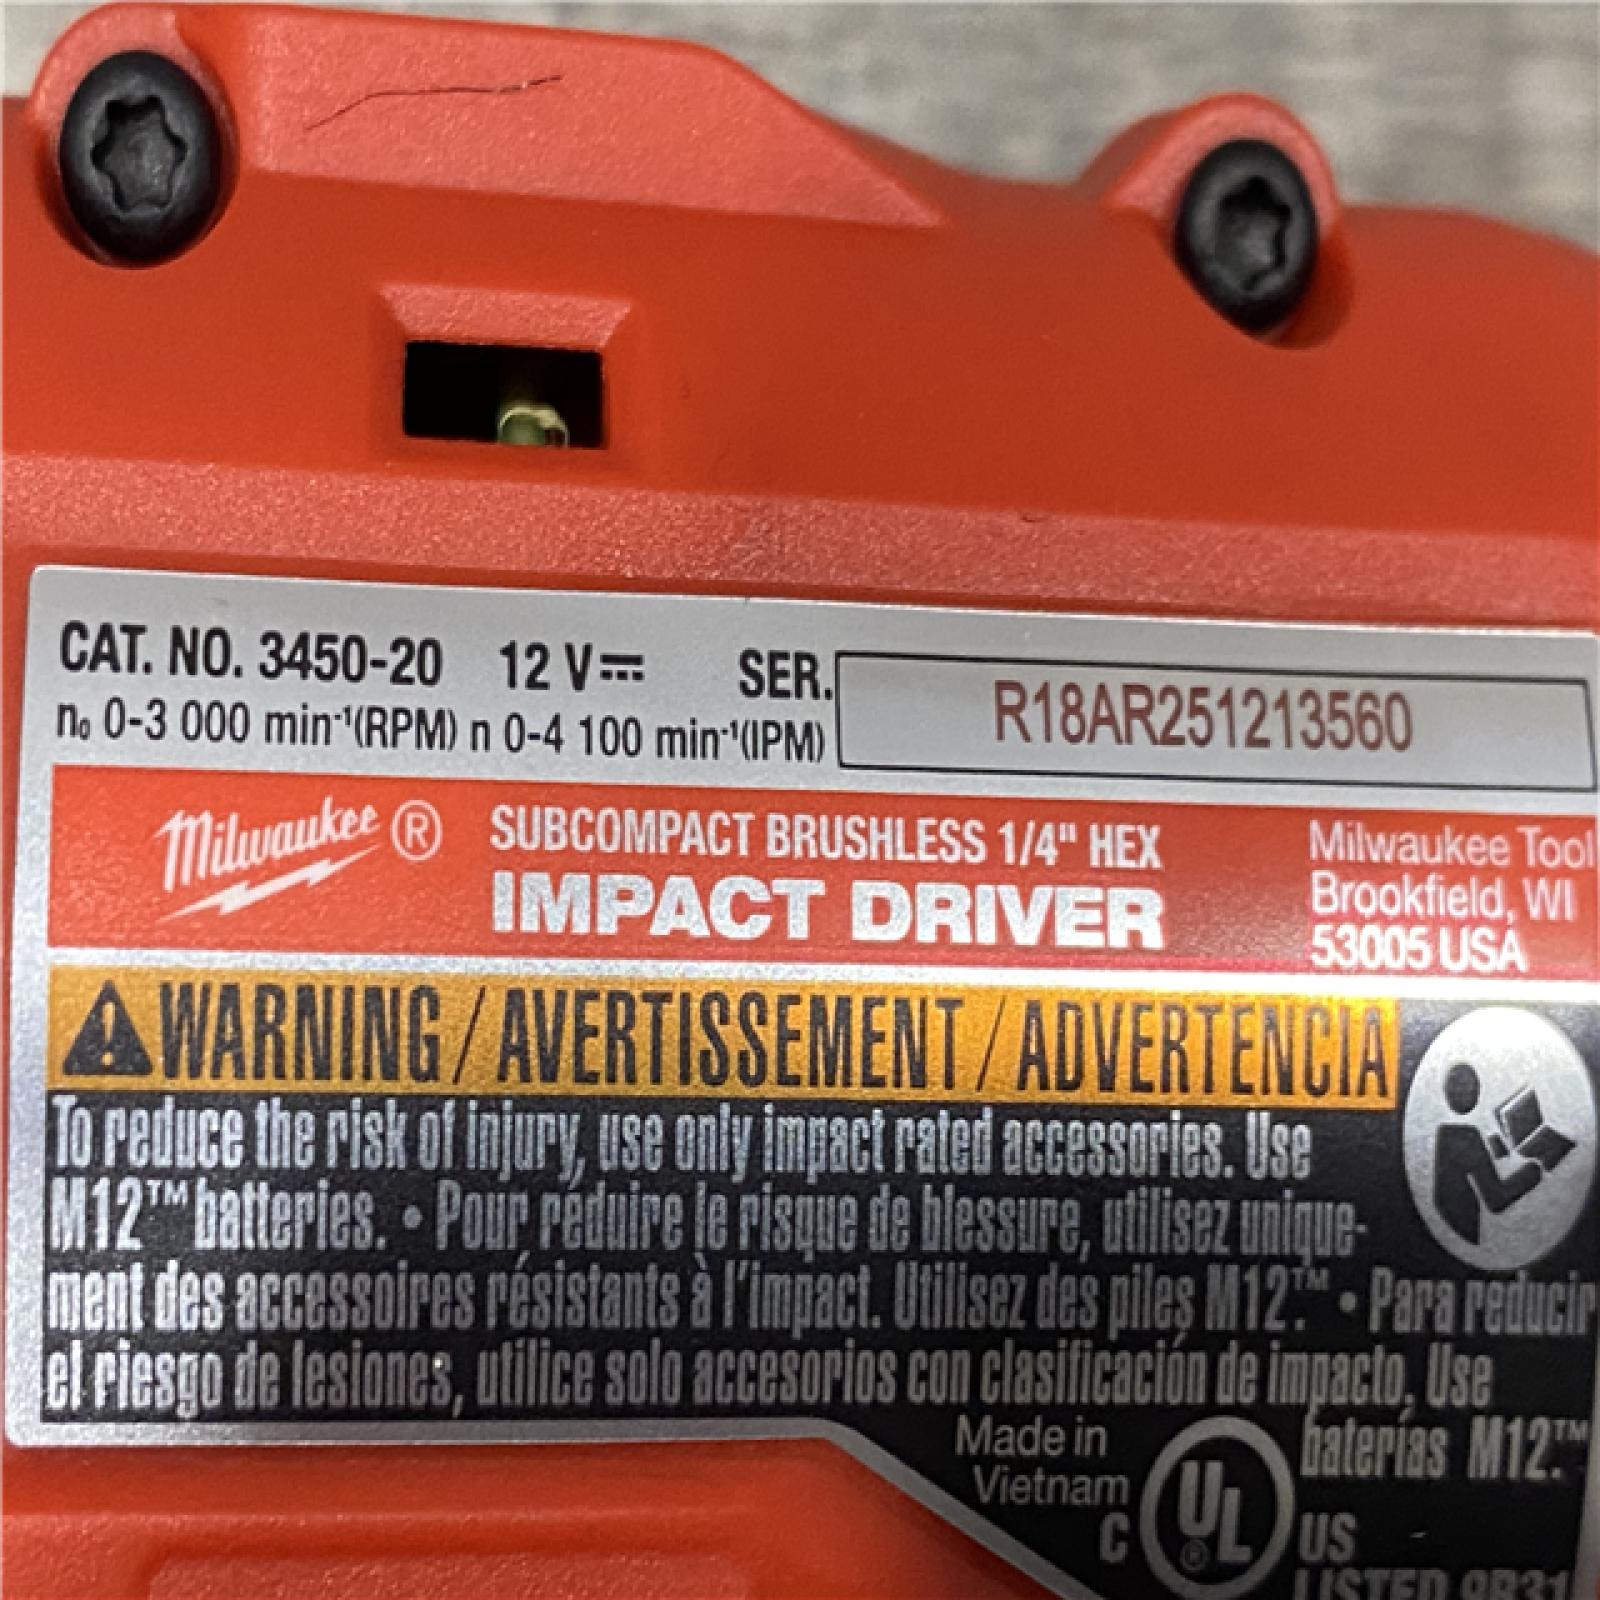 CAT. NO. 3450-20 12 V⎓ SER. R18AR251213560
n₀ 0-3 000 min⁻¹(RPM) n 0-4 100 min⁻¹(IPM)
Milwaukee® SUBCOMPACT BRUSHLESS 1/4" HEX
IMPACT DRIVER
Milwaukee Tool
Brookfield, WI
53005 USA
WARNING / AVERTISSEMENT / ADVERTENCIA
To reduce the risk of injury, use only impact rated accessories. Use
M12™ batteries. • Pour réduire le risque de blessure, utilisez unique-
ment des accessoires résistants à l'impact. Utilisez des piles M12™. • Para reducir
el riesgo de lesiones, utilice solo accesorios con clasificación de impacto. Use
baterías M12™.
Made in
Vietnam
C UL® US
LISTED